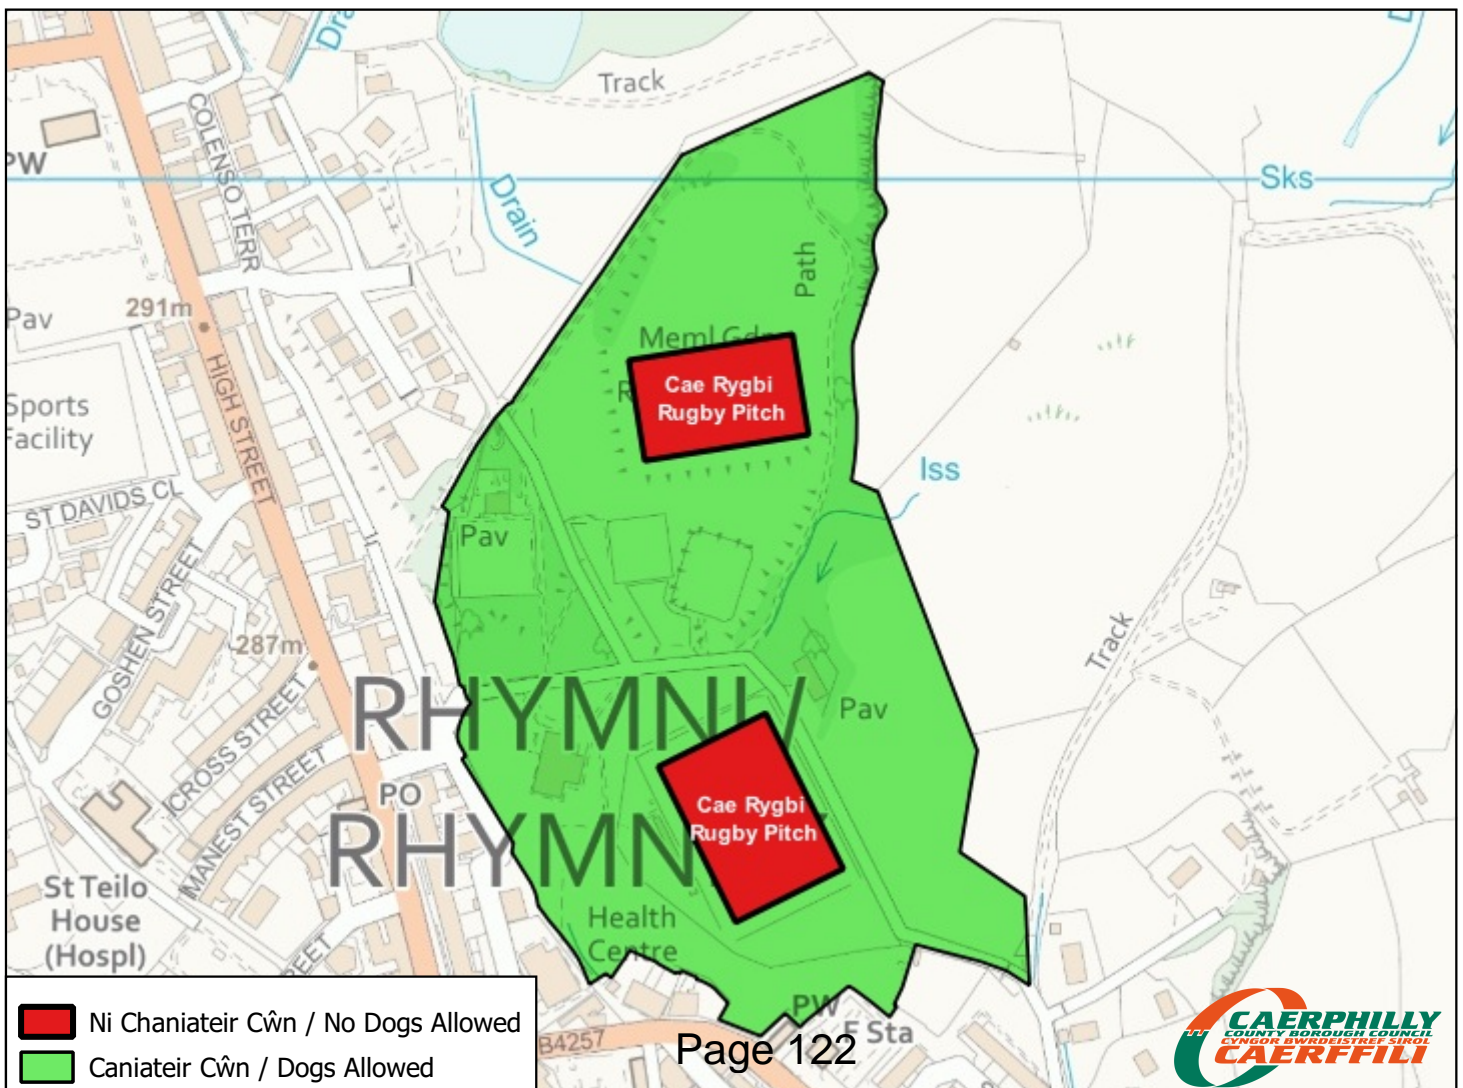 Track
Drain
Sks
COLENSO TERR
PW
Path
291m
Pav
Meml Gdn
Cae Rygbi
Rugby Pitch
HIGH STREET
Sports
Facility
Iss
ST DAVIDS CL
Pav
GOSHEN STREET
287m
Track
RHYMNI /
Pav
CROSS STREET
PO
Cae Rygbi
Rugby Pitch
MANEST STREET
St Teilo
House
(Hospl)
Health
Centre
PW
B4257
Page 122
Ni Chaniateir Cŵn / No Dogs Allowed
Caniateir Cŵn / Dogs Allowed
CAERPHILLY
COUNTY BOROUGH COUNCIL
CYNGOR BWRDEISTREF SIROL
CAERFFILI